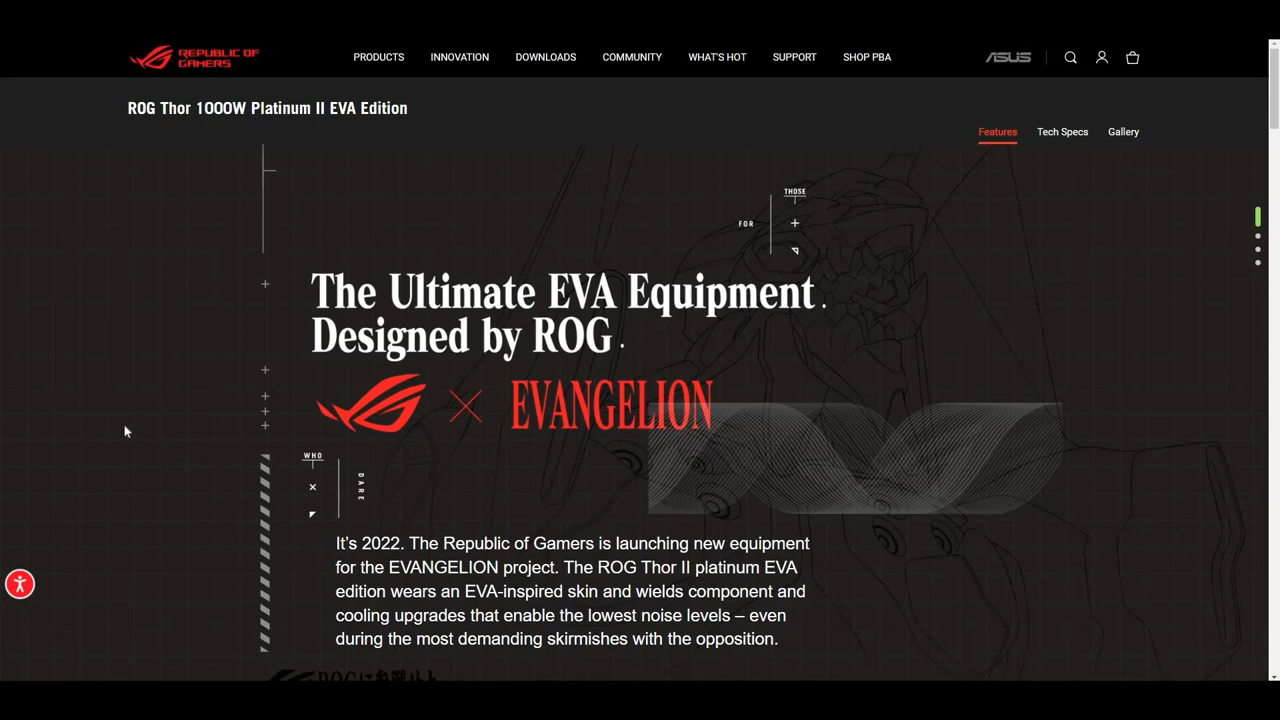 REPUBLIC OF
GAMERS
PRODUCTS INNOVATION DOWNLOADS COMMUNITY WHAT'S HOT SUPPORT SHOP PBA
ASUS
ROG Thor 1000W Platinum II EVA Edition
Features Tech Specs Gallery
THOSE
FOR
The Ultimate EVA Equipment.
Designed by ROG.
EVANGELION
WHO
DARE
It's 2022. The Republic of Gamers is launching new equipment
for the EVANGELION project. The ROG Thor II platinum EVA
edition wears an EVA-inspired skin and wields component and
cooling upgrades that enable the lowest noise levels – even
during the most demanding skirmishes with the opposition.